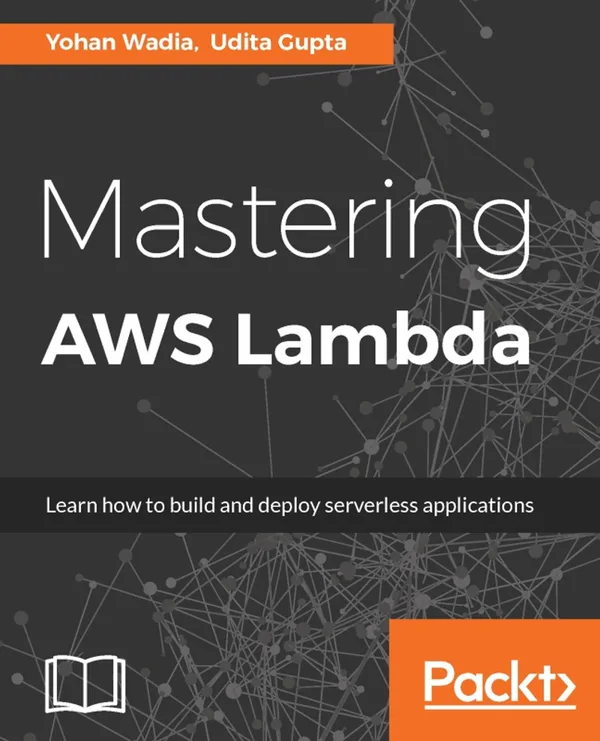 Yohan Wadia, Udita Gupta
Mastering
AWS Lambda
Learn how to build and deploy serverless applications
Packt>